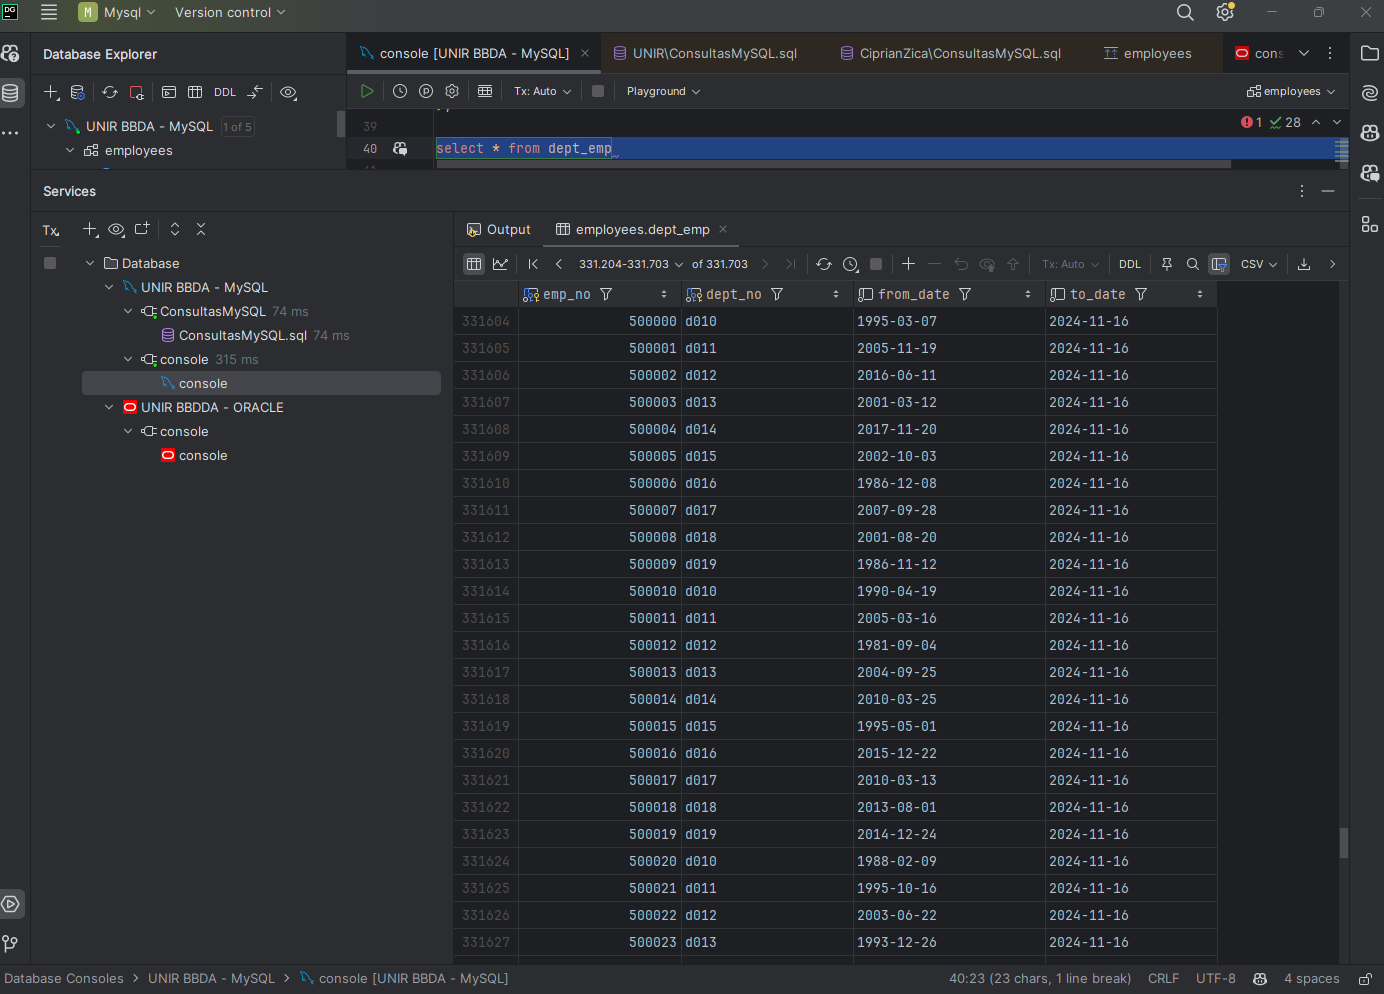 DG
M Mysql Version control
Database Explorer
console [UNIR BBDA - MySQL] UNIR\ConsultasMySQL.sql CiprianZica\ConsultasMySQL.sql employees cons
DDL Tx: Auto Playground employees
UNIR BBDA - MySQL 1 of 5
employees
39
1 28
40 select * from dept_emp
Services
Tx Output employees.dept_emp
331.204-331.703 of 331.703 Tx: Auto DDL CSV
Database
UNIR BBDA - MySQL
ConsultasMySQL 74 ms
ConsultasMySQL.sql 74 ms
console 315 ms
console
UNIR BBDDA - ORACLE
console
console
emp_no dept_no from_date to_date
331604 500000 d010 1995-03-07 2024-11-16
331605 500001 d011 2005-11-19 2024-11-16
331606 500002 d012 2016-06-11 2024-11-16
331607 500003 d013 2001-03-12 2024-11-16
331608 500004 d014 2017-11-20 2024-11-16
331609 500005 d015 2002-10-03 2024-11-16
331610 500006 d016 1986-12-08 2024-11-16
331611 500007 d017 2007-09-28 2024-11-16
331612 500008 d018 2001-08-20 2024-11-16
331613 500009 d019 1986-11-12 2024-11-16
331614 500010 d010 1990-04-19 2024-11-16
331615 500011 d011 2005-03-16 2024-11-16
331616 500012 d012 1981-09-04 2024-11-16
331617 500013 d013 2004-09-25 2024-11-16
331618 500014 d014 2010-03-25 2024-11-16
331619 500015 d015 1995-05-01 2024-11-16
331620 500016 d016 2015-12-22 2024-11-16
331621 500017 d017 2010-03-13 2024-11-16
331622 500018 d018 2013-08-01 2024-11-16
331623 500019 d019 2014-12-24 2024-11-16
331624 500020 d010 1988-02-09 2024-11-16
331625 500021 d011 1995-10-16 2024-11-16
331626 500022 d012 2003-06-22 2024-11-16
331627 500023 d013 1993-12-26 2024-11-16
Database Consoles UNIR BBDA - MySQL console [UNIR BBDA - MySQL] 40:23 (23 chars, 1 line break) CRLF UTF-8 4 spaces